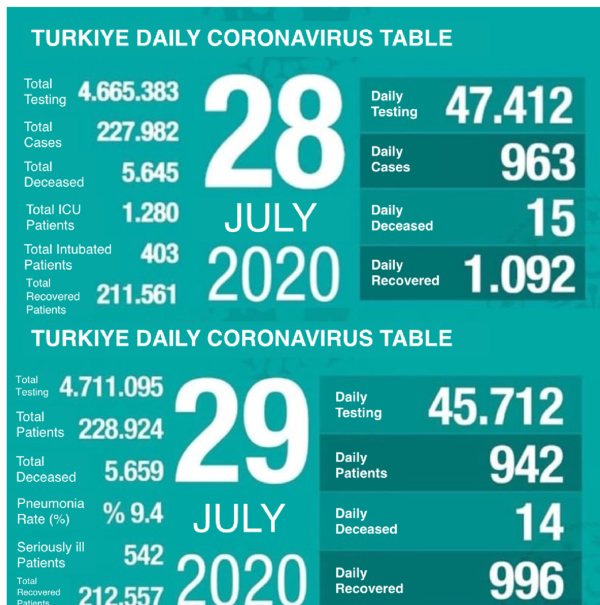 TURKIYE DAILY CORONAVIRUS TABLE
Total
Testing 4.665.383
Total
Cases 227.982
Total
Deceased 5.645
Total ICU
Patients 1.280
Total Intubated
Patients 403
Total
Recovered
Patients 211.561
28
JULY
2020
Daily
Testing 47.412
Daily
Cases 963
Daily
Deceased 15
Daily
Recovered 1.092
TURKIYE DAILY CORONAVIRUS TABLE
Total
Testing 4.711.095
Total
Patients 228.924
Total
Deceased 5.659
Pneumonia
Rate (%) % 9.4
Seriously ill
Patients 542
Total
Recovered
Patients 212.557
29
JULY
2020
Daily
Testing 45.712
Daily
Patients 942
Daily
Deceased 14
Daily
Recovered 996